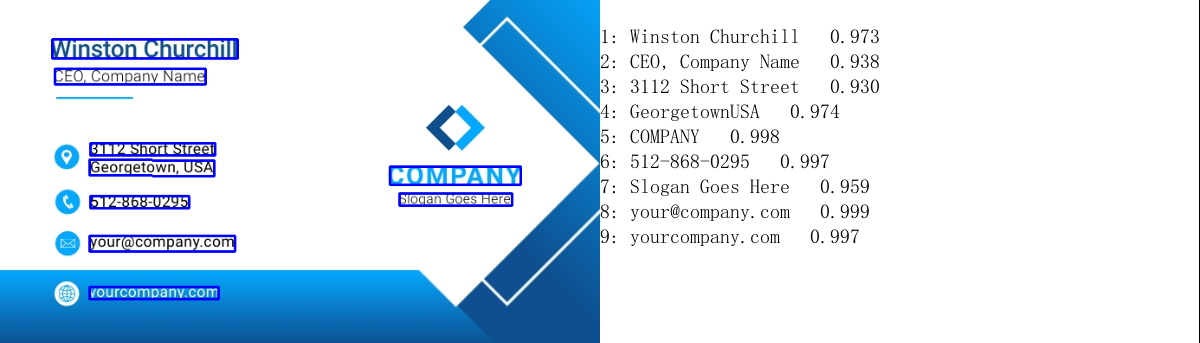 Winston Churchill
CEO, Company Name
3112 Short Street
Georgetown, USA
512-868-0295
your@company.com
yourcompany.com
COMPANY
Slogan Goes Here
1: Winston Churchill 0.973
2: CEO, Company Name 0.938
3: 3112 Short Street 0.930
4: GeorgetownUSA 0.974
5: COMPANY 0.998
6: 512-868-0295 0.997
7: Slogan Goes Here 0.959
8: your@company.com 0.999
9: yourcompany.com 0.997